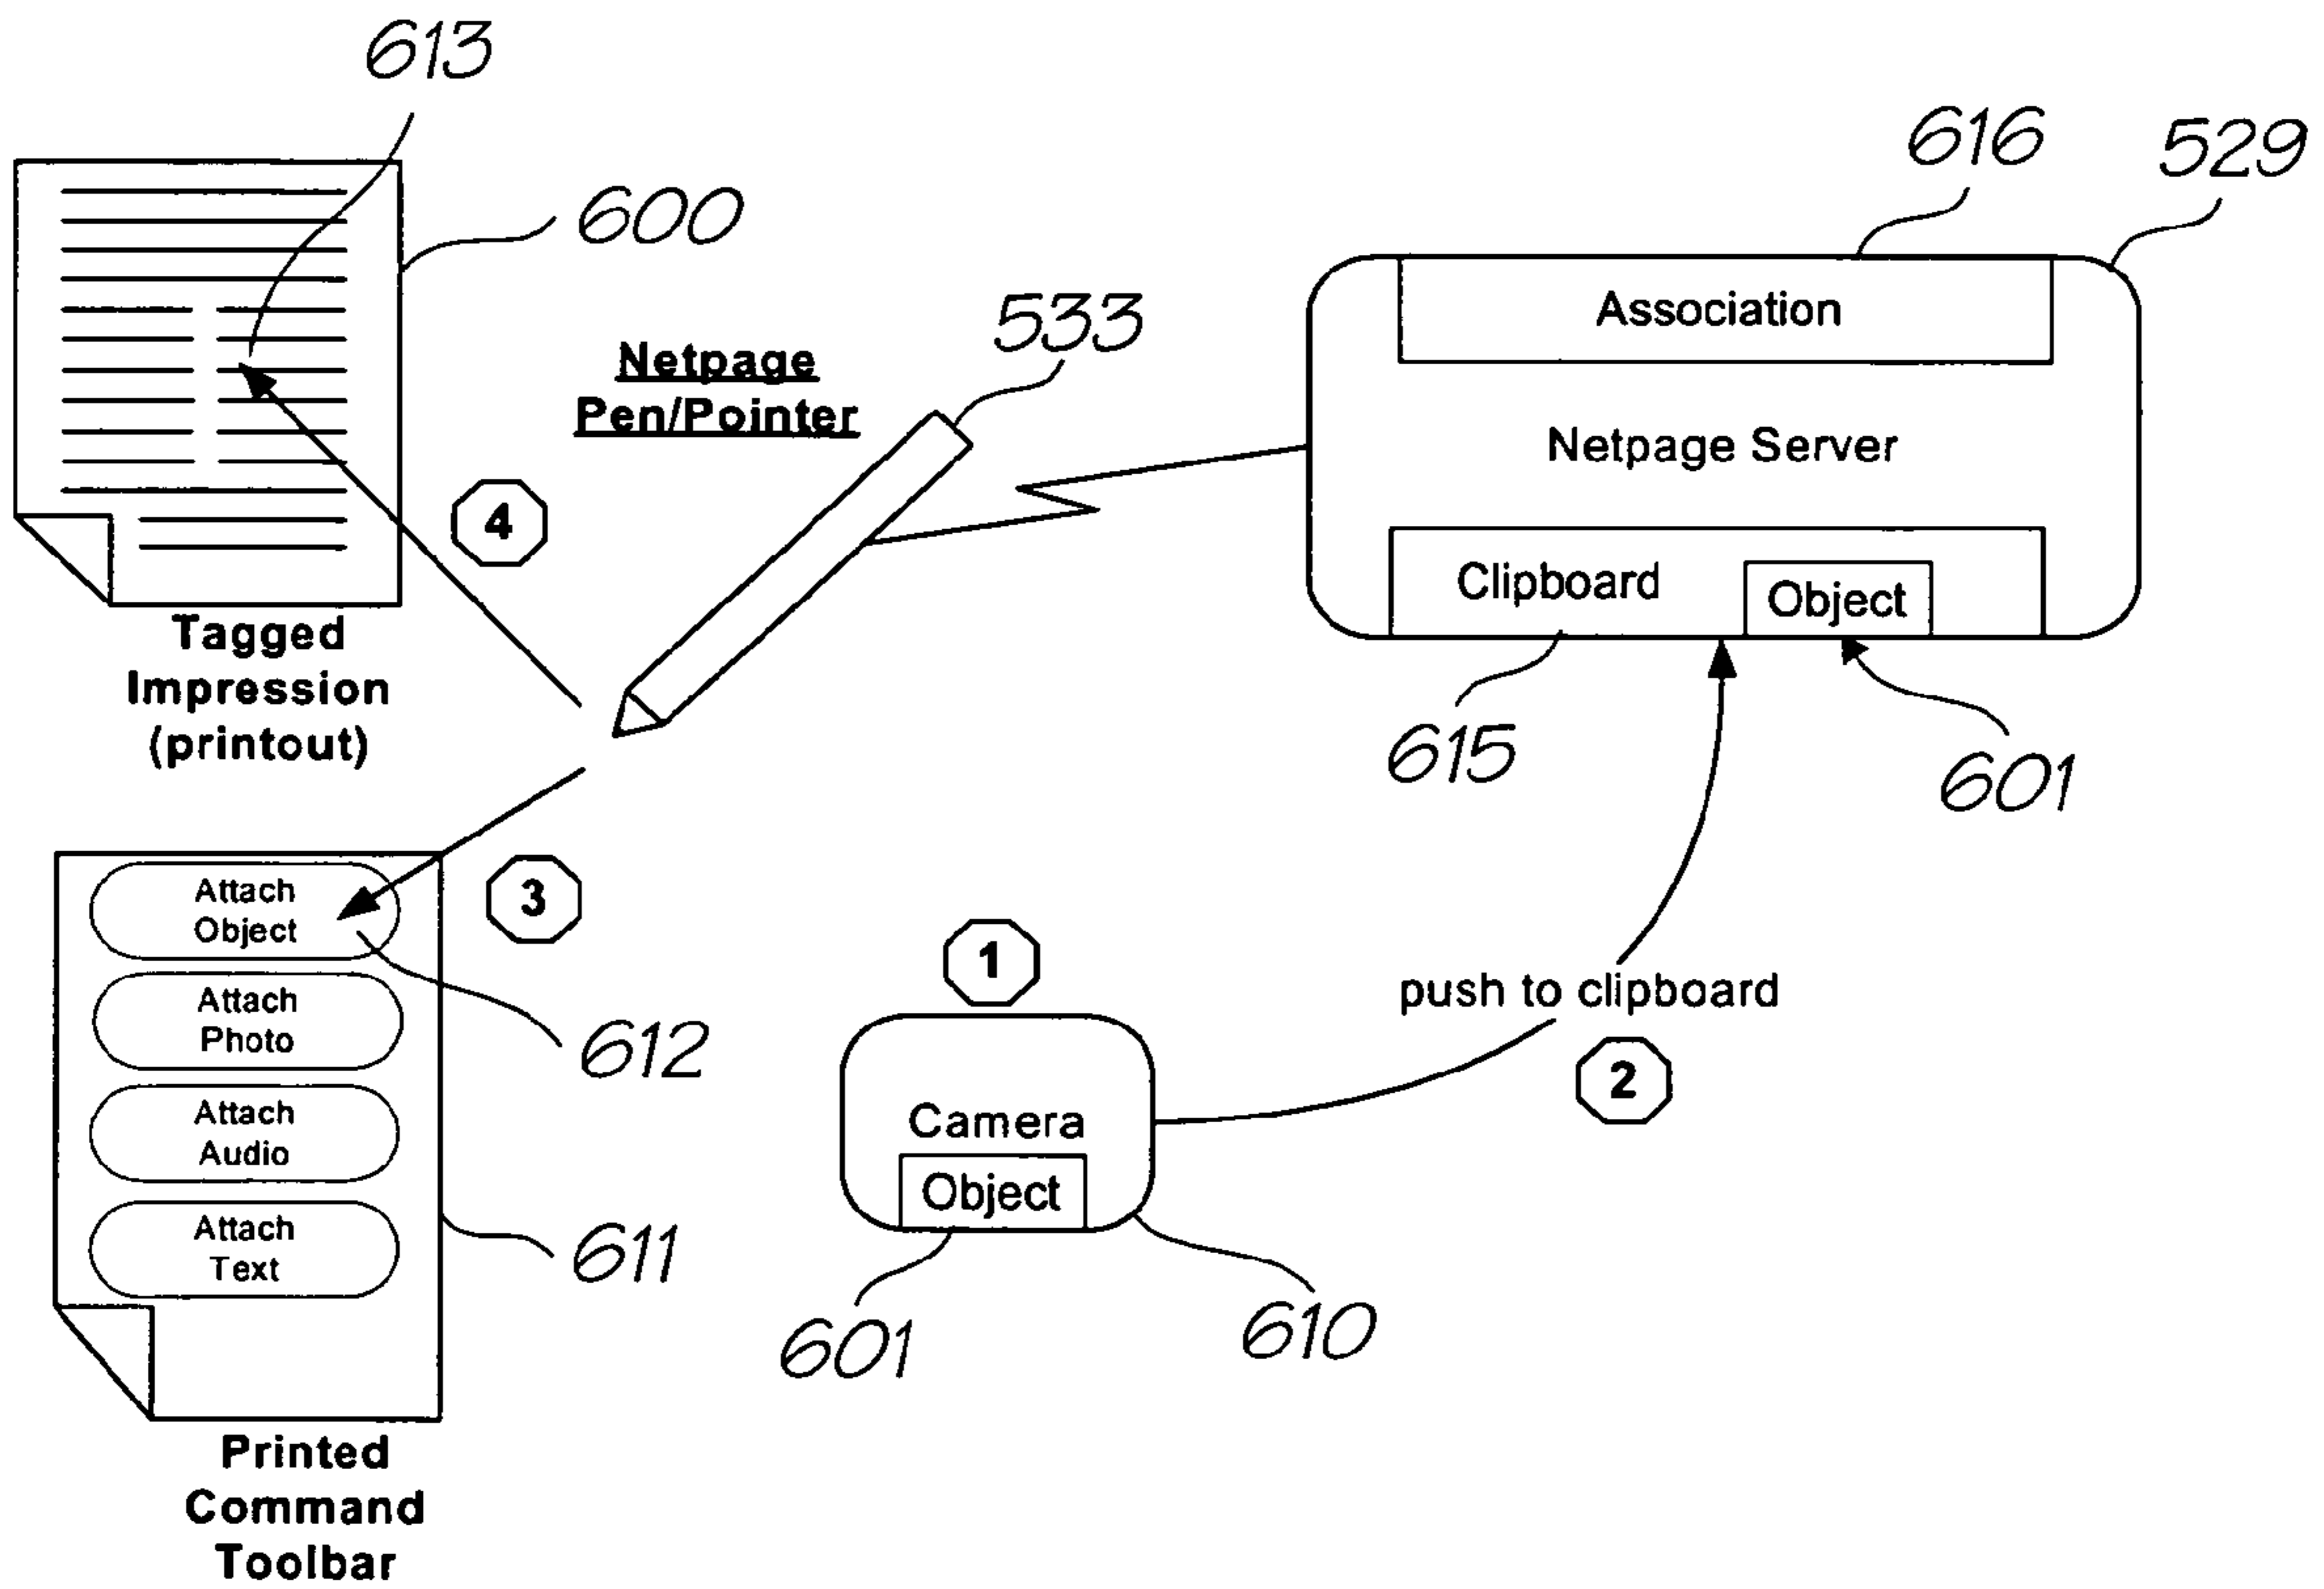 613
616
529
600
Association
533
Netpage
Pen/Pointer
Netpage Server
4
Clipboard
Object
Tagged
Impression
(printout)
615
601
Attach
Object
3
1
push to clipboard
Attach
Photo
612
2
Attach
Audio
Camera
Object
Attach
Text
611
601
610
Printed
Command
Toolbar